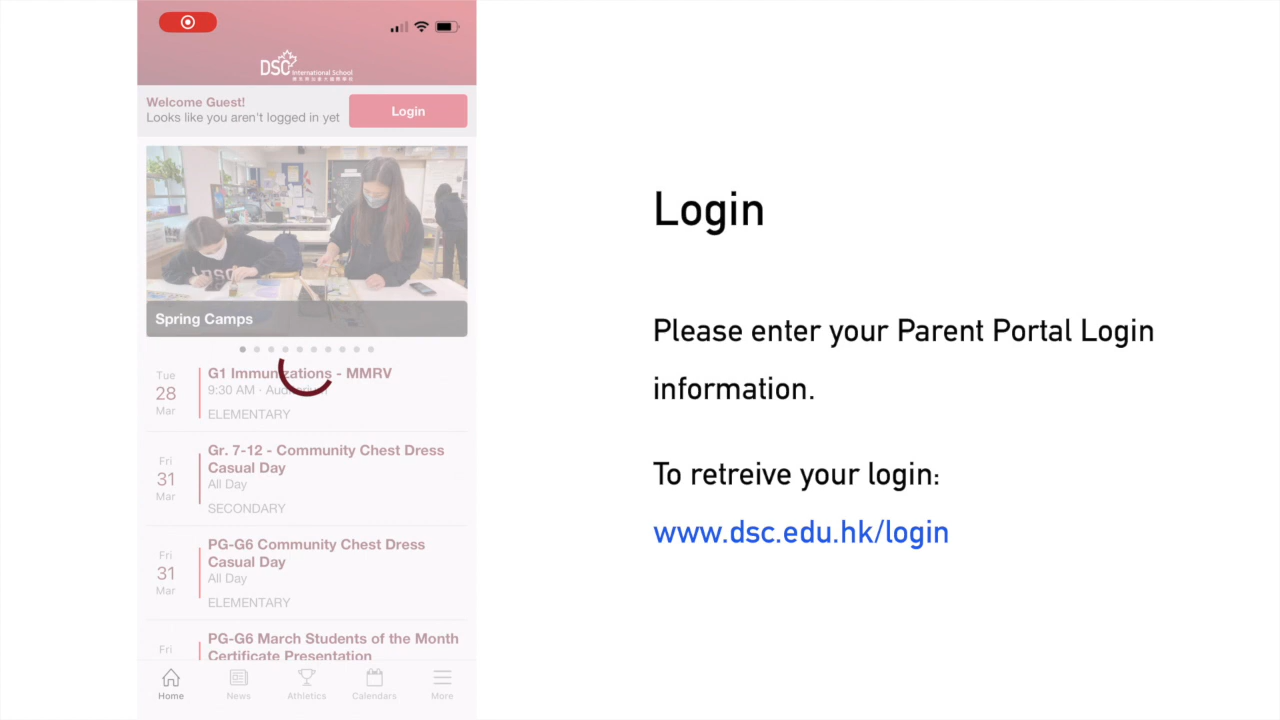 DSC International School
Welcome Guest!
Looks like you aren't logged in yet
Login
Spring Camps
Tue
28
Mar
G1 Immunizations - MMRV
9:30 AM · Auditorium
ELEMENTARY
Fri
31
Mar
Gr. 7-12 - Community Chest Dress
Casual Day
All Day
SECONDARY
Fri
31
Mar
PG-G6 Community Chest Dress
Casual Day
All Day
ELEMENTARY
Fri
PG-G6 March Students of the Month
Certificate Presentation
Home
News
Athletics
Calendars
More
Login
Please enter your Parent Portal Login
information.
To retreive your login:
www.dsc.edu.hk/login